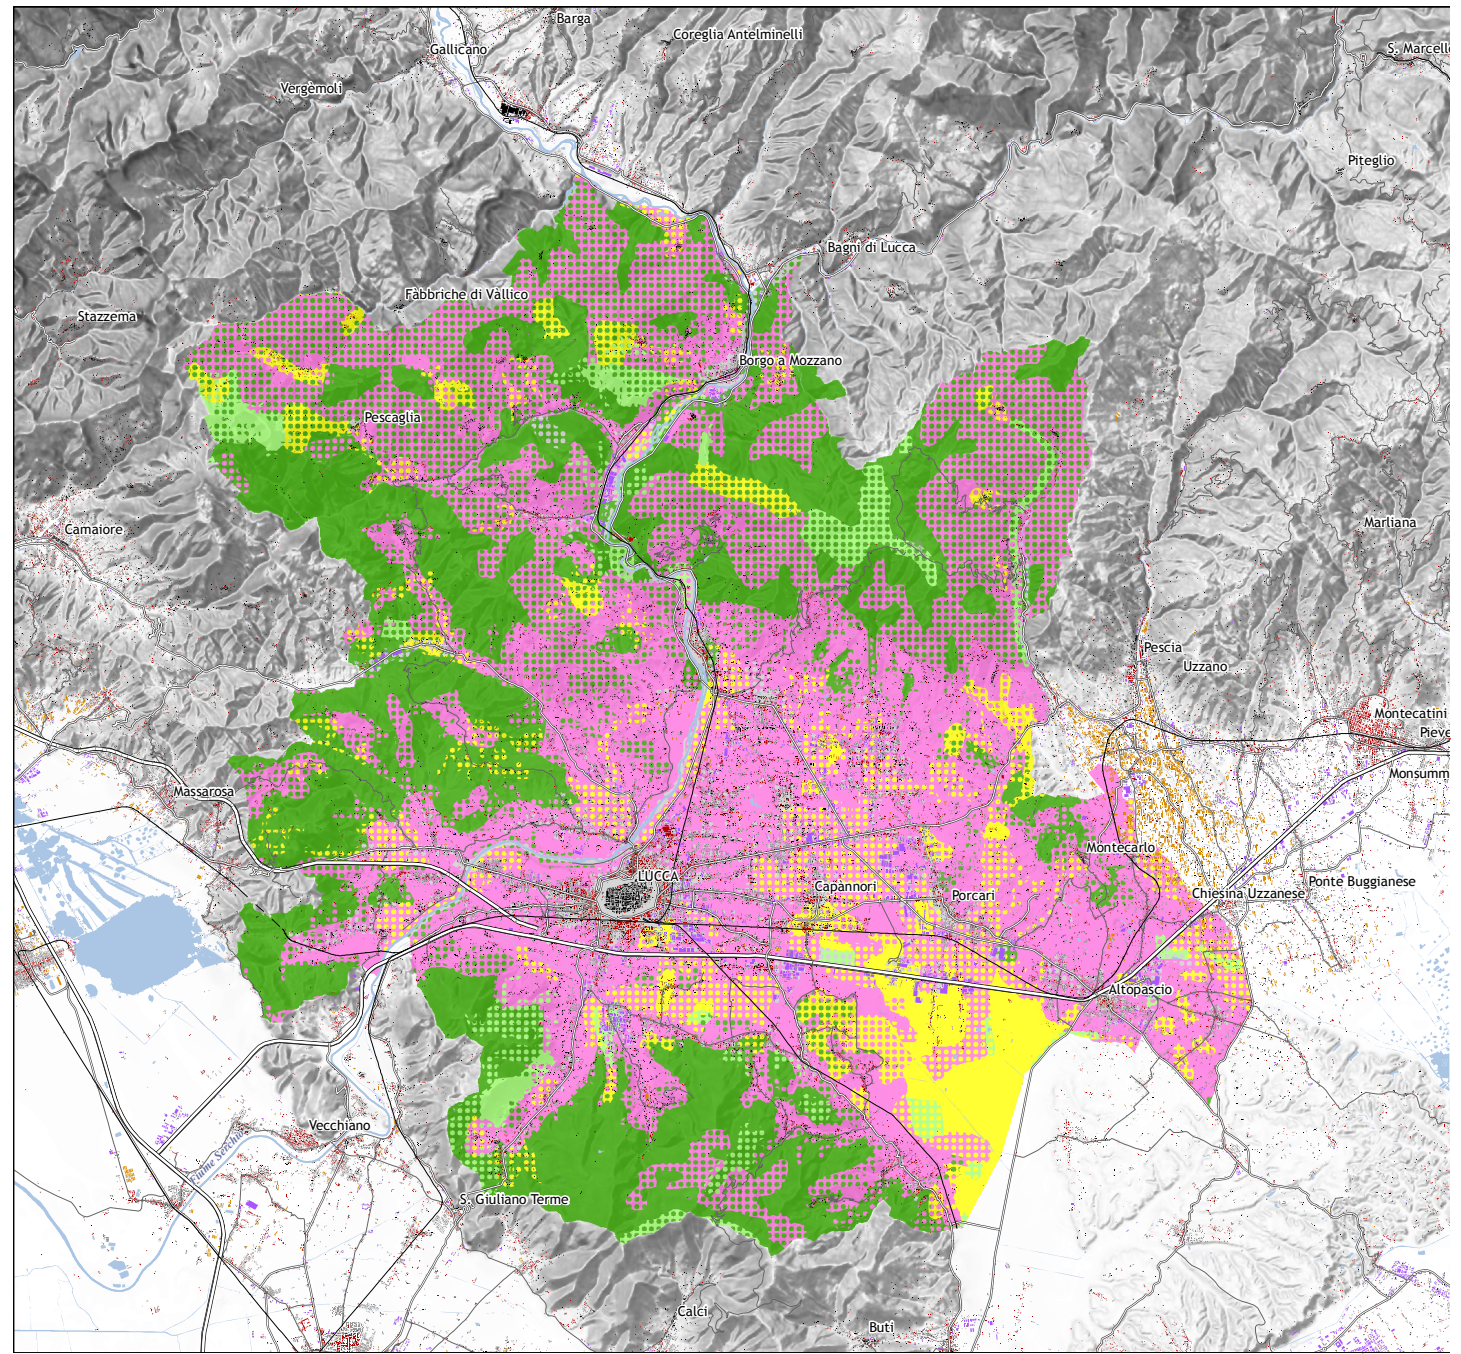 Barga
Coreglia Antelminelli
Gallicano
S. Marcell
Vergèmoli
Piteglio
Bagni di Lucca
Fàbbriche di Vàllico
Stazzema
Borgo a Mozzano
Pescaglia
Marliana
Camaiore
Pescia
Uzzano
Montecatini
Pieve
Monsumm
Massarosa
Montecarlo
LUCCA
Capànnori
Porcari
Ponte Buggianese
Chiesina Uzzanese
Altopascio
Vecchiano
Fiume Serchio
S. Giuliano Terme
Calci
Buti